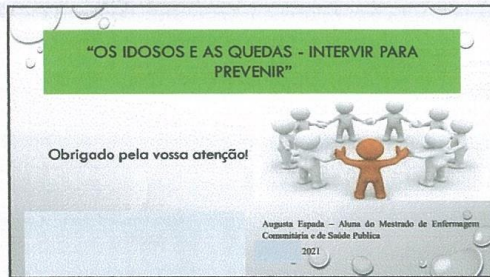 “OS IDOSOS E AS QUEDAS - INTERVIR PARA
PREVENIR”
Obrigado pela vossa atenção!
Augusta Espada – Aluna do Mestrado de Enfermagem
Comunitária e de Saúde Publica
2021